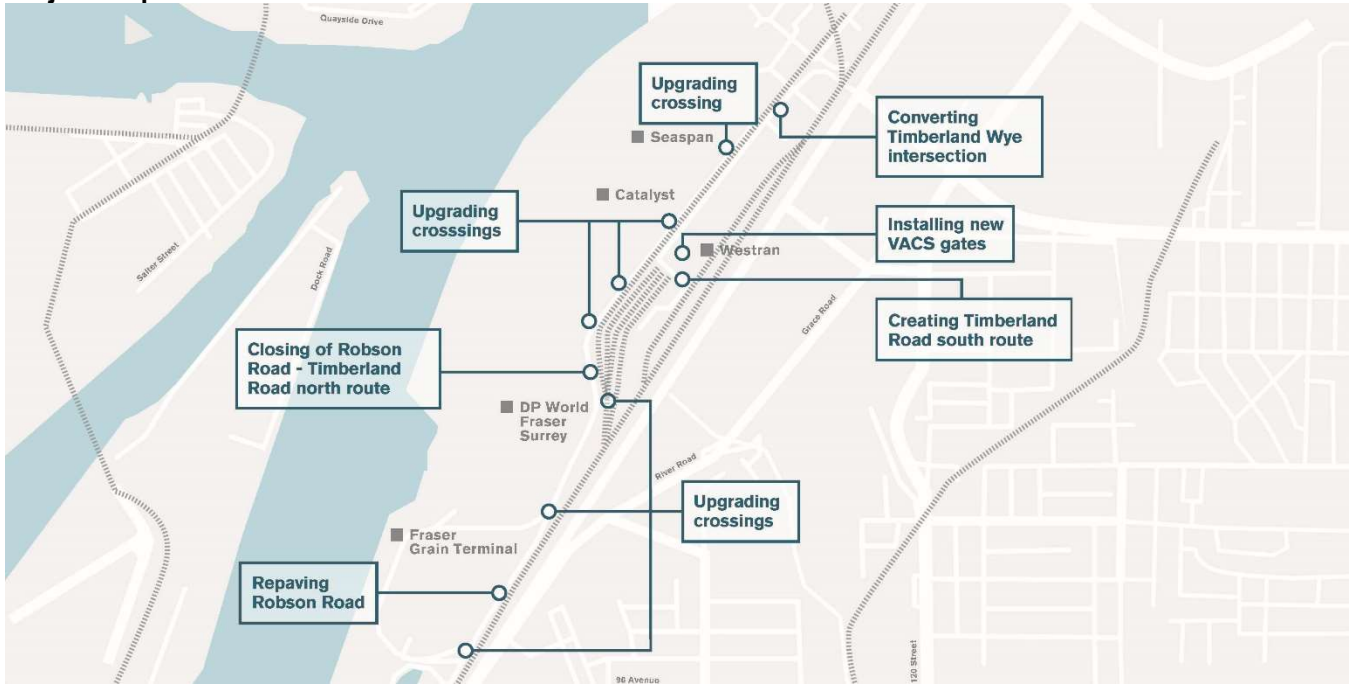 Quayside Drive
Upgrading
crossing
Seaspan
Converting
Timberland Wye
intersection
Catalyst
Upgrading
crosssings
Installing new
VACS gates
Westran
Salter Street
Dock Road
Grace Road
Creating Timberland
Road south route
Closing of Robson
Road - Timberland
Road north route
DP World
Fraser
Surrey
River Road
Upgrading
crossings
Fraser
Grain Terminal
Repaving
Robson Road
120 Street
96 Avenue